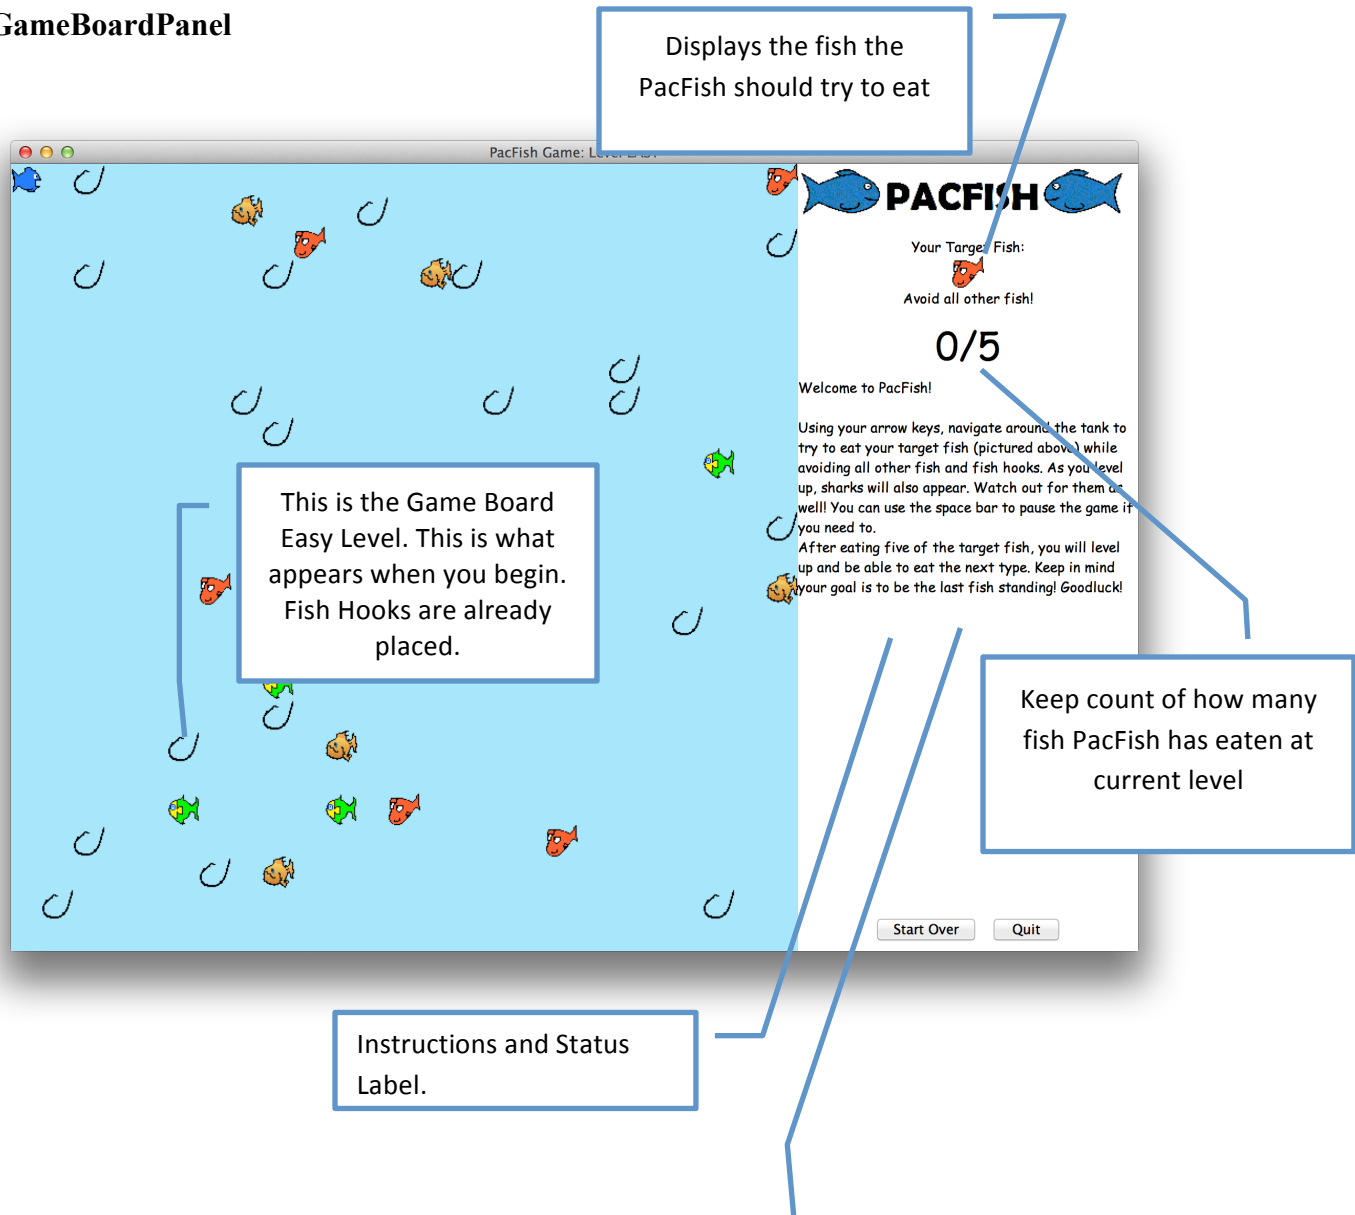 GameBoardPanel
Displays the fish the
PacFish should try to eat
PacFish Game: Level EASY
PACFISH
Your Target Fish:
Avoid all other fish!
0/5
Welcome to PacFish!
Using your arrow keys, navigate around the tank to
try to eat your target fish (pictured above) while
avoiding all other fish and fish hooks. As you level
up, sharks will also appear. Watch out for them as
well! You can use the space bar to pause the game if
you need to.
After eating five of the target fish, you will level
up and be able to eat the next type. Keep in mind
your goal is to be the last fish standing! Goodluck!
This is the Game Board
Easy Level. This is what
appears when you begin.
Fish Hooks are already
placed.
Keep count of how many
fish PacFish has eaten at
current level
Start Over
Quit
Instructions and Status
Label.